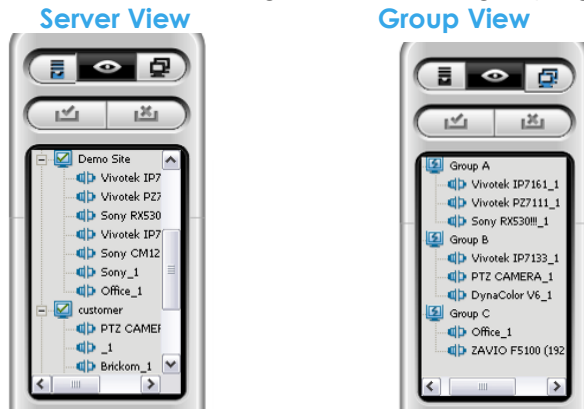 Server View
Demo Site
Vivotek IP7
Vivotek PZ7
Sony RX530
Vivotek IP7
Sony CM12
Sony_1
Office_1
customer
PTZ CAMER
_1
Brickom_1
Group View
Group A
Vivotek IP7161_1
Vivotek PZ7111_1
Sony RX530!!!_1
Group B
Vivotek IP7133_1
PTZ CAMERA_1
DynaColor V6_1
Group C
Office_1
ZAVIO F5100 (192